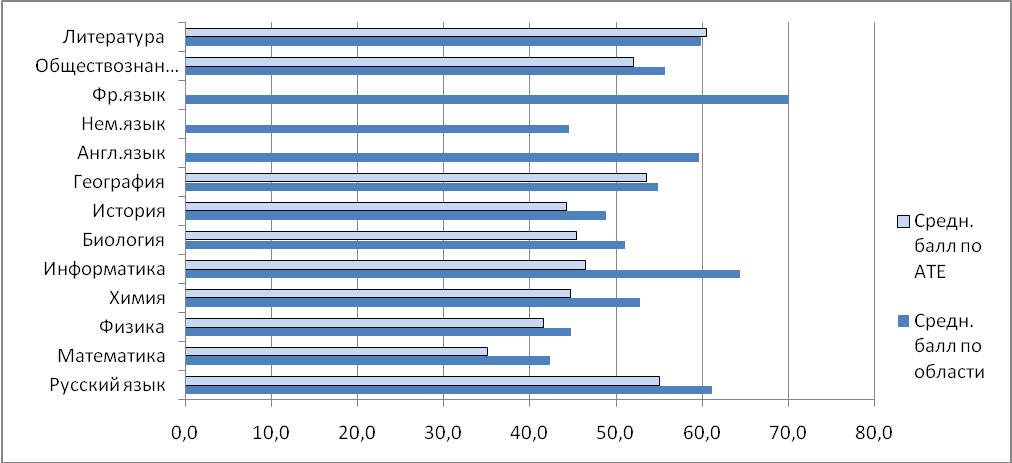 Литература
Обществознан...
Фр.язык
Нем.язык
Англ.язык
География
История
Биология
Информатика
Химия
Физика
Математика
Русский язык
0,0 10,0 20,0 30,0 40,0 50,0 60,0 70,0 80,0
Средн.
балл по
АТЕ
Средн.
балл по
области